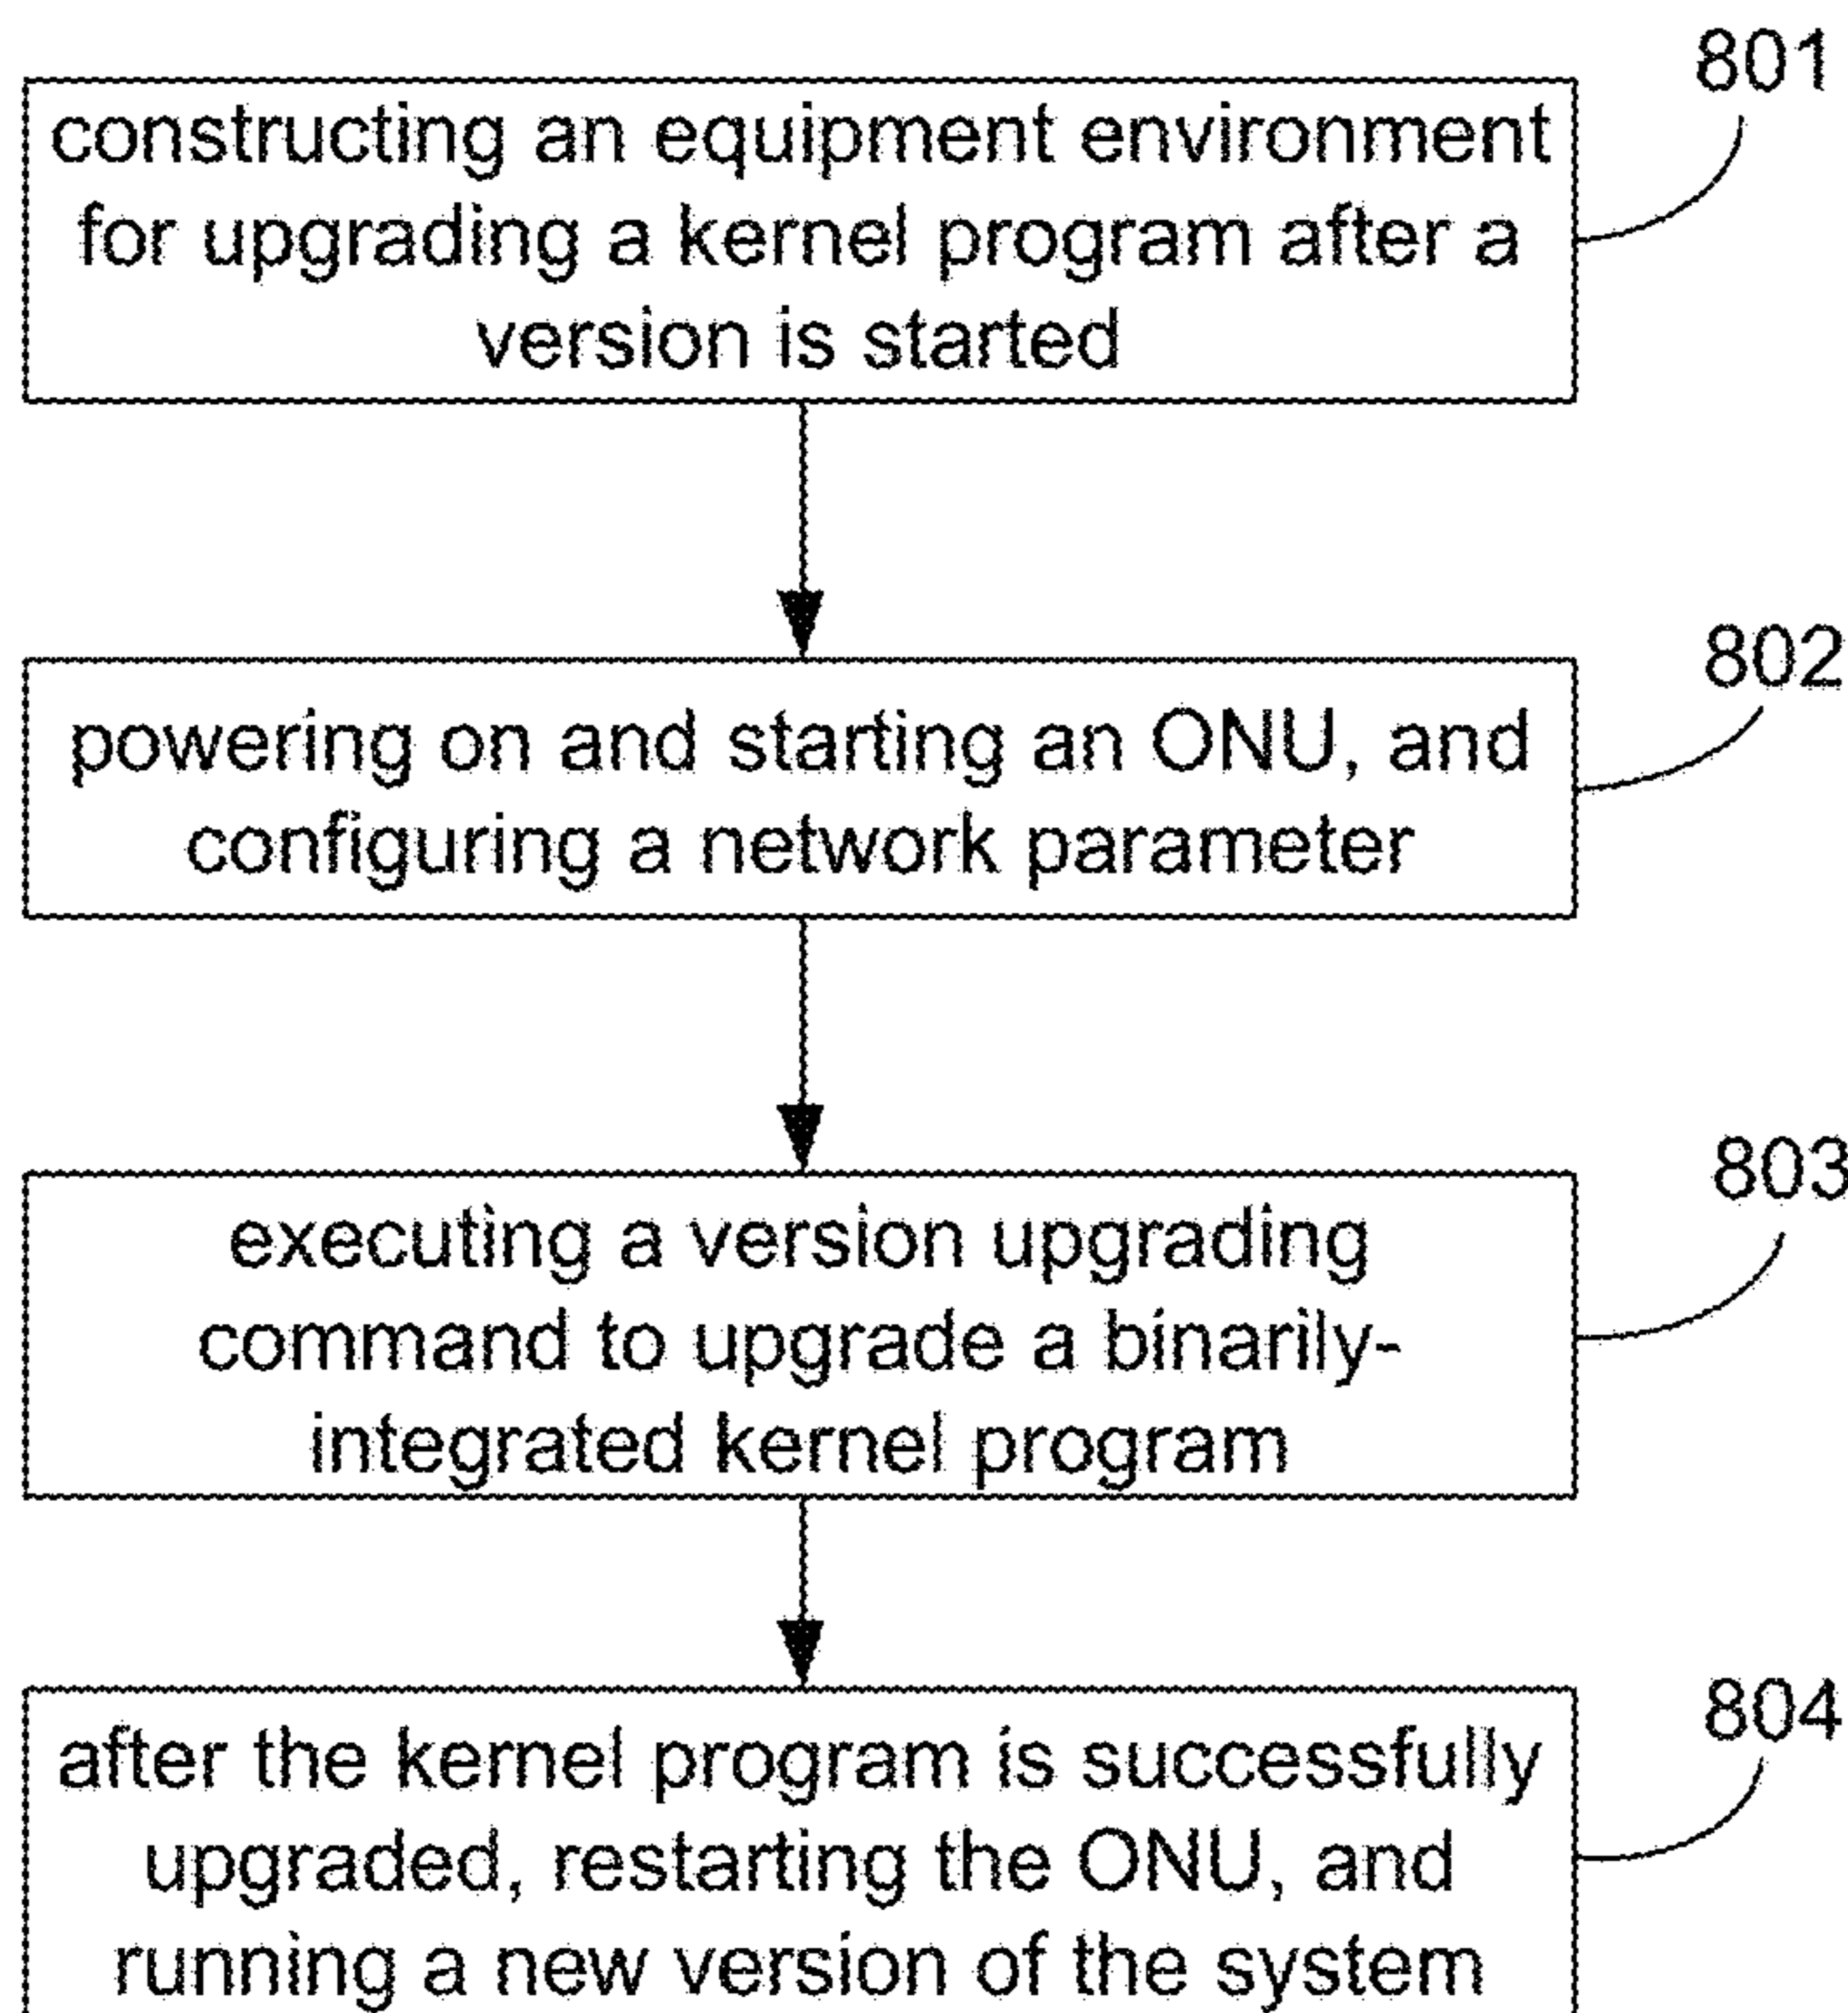 801
constructing an equipment environment
for upgrading a kernel program after a
version is started
802
powering on and starting an ONU, and
configuring a network parameter
803
executing a version upgrading
command to upgrade a binarily-
integrated kernel program
804
after the kernel program is successfully
upgraded, restarting the ONU, and
running a new version of the system